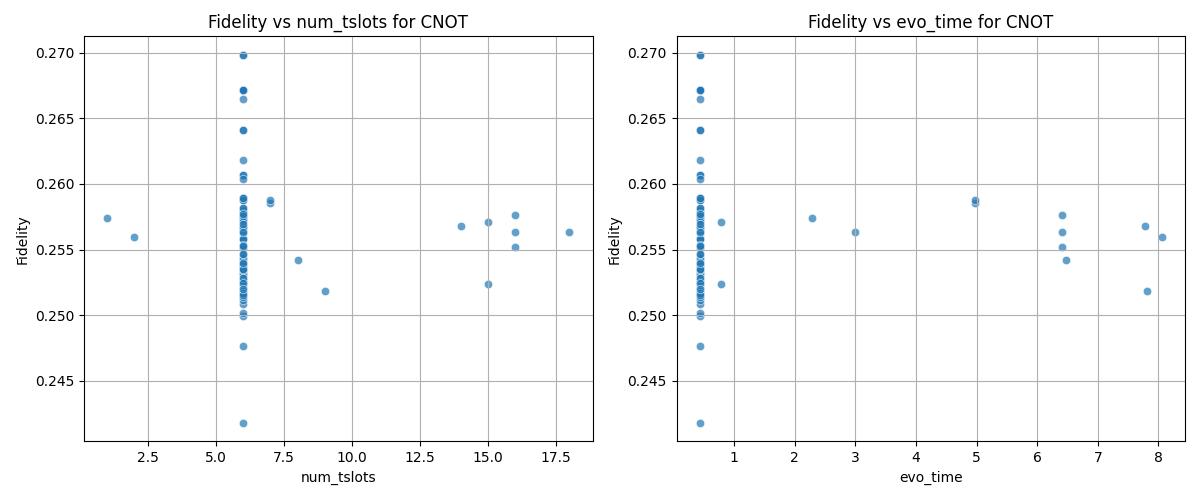 Fidelity vs num_tslots for CNOT
0.270
0.265
0.260
0.255
0.250
0.245
Fidelity
2.5 5.0 7.5 10.0 12.5 15.0 17.5
num_tslots
Fidelity vs evo_time for CNOT
0.270
0.265
0.260
0.255
0.250
0.245
Fidelity
1 2 3 4 5 6 7 8
evo_time